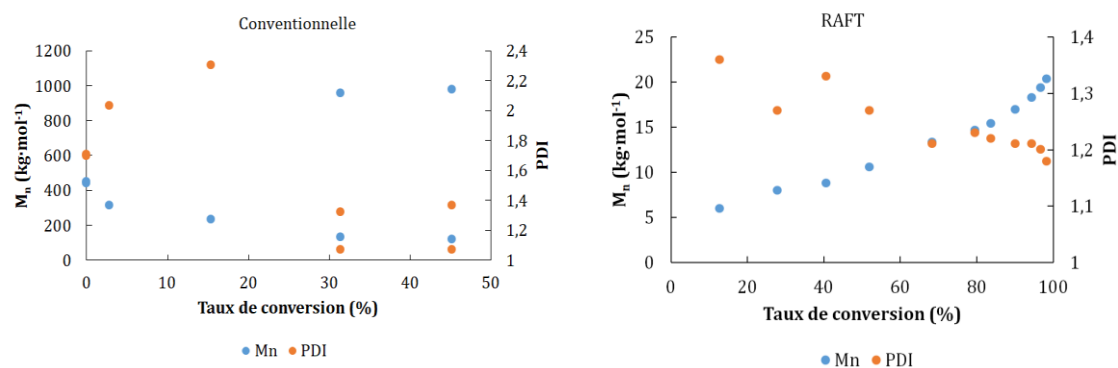 Conventionnelle
1200
1000
800
600
400
200
0
2,4
2,2
2
1,8
1,6
1,4
1,2
1
0 10 20 30 40 50
Mₙ (kg·mol⁻¹)
PDI
Taux de conversion (%)
Mn PDI
RAFT
25
20
15
10
5
0
1,4
1,3
1,2
1,1
1
0 20 40 60 80 100
Mₙ (kg·mol⁻¹)
PDI
Taux de conversion (%)
Mn PDI